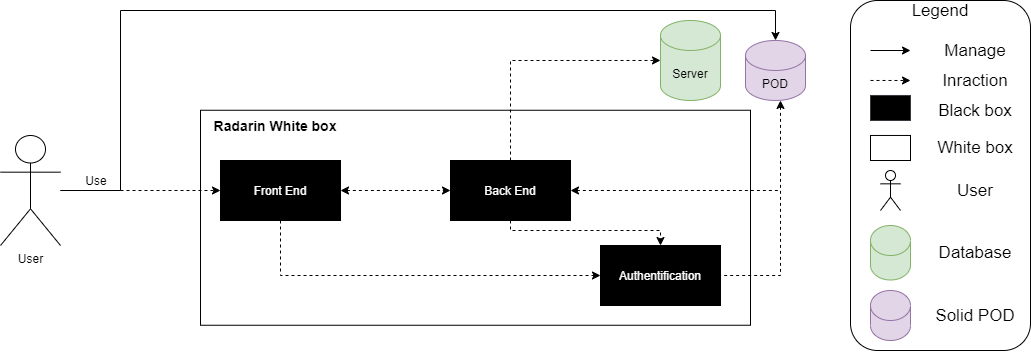 Legend
Manage
Server
POD
Inraction
Black box
Radarin White box
White box
Use
Front End
Back End
User
User
Database
Authentification
Solid POD